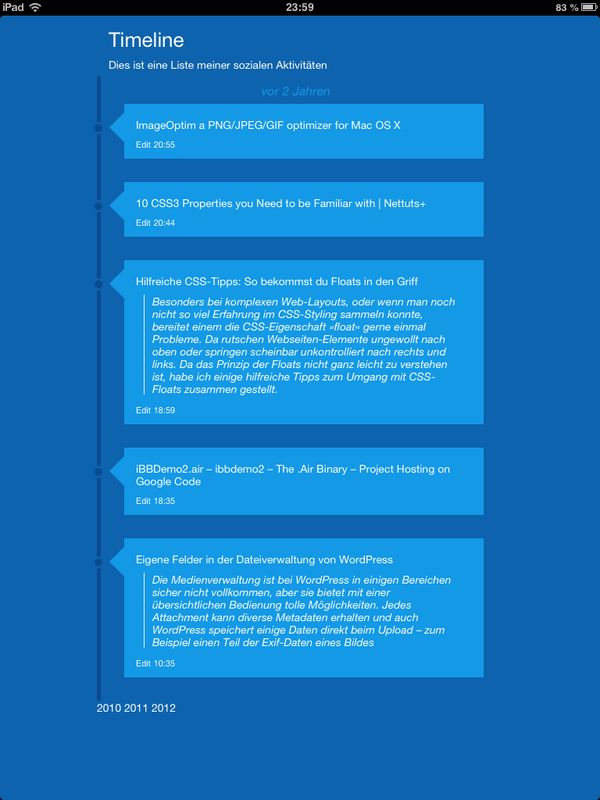 iPad 23:59 83 %
Timeline
Dies ist eine Liste meiner sozialen Aktivitäten
vor 2 Jahren
ImageOptim a PNG/JPEG/GIF optimizer for Mac OS X
Edit 20:55
10 CSS3 Properties you Need to be Familiar with | Nettuts+
Edit 20:44
Hilfreiche CSS-Tipps: So bekommst du Floats in den Griff
Besonders bei komplexen Web-Layouts, oder wenn man noch
nicht so viel Erfahrung im CSS-Styling sammeln konnte,
bereitet einem die CSS-Eigenschaft »float« gerne einmal
Probleme. Da rutschen Webseiten-Elemente ungewollt nach
oben oder springen scheinbar unkontrolliert nach rechts und
links. Da das Prinzip der Floats nicht ganz leicht zu verstehen
ist, habe ich einige hilfreiche Tipps zum Umgang mit CSS-
Floats zusammen gestellt.
Edit 18:59
iBBDemo2.air – ibbdemo2 – The .Air Binary – Project Hosting on
Google Code
Edit 18:35
Eigene Felder in der Dateiverwaltung von WordPress
Die Medienverwaltung ist bei WordPress in einigen Bereichen
sicher nicht vollkommen, aber sie bietet mit einer
übersichtlichen Bedienung tolle Möglichkeiten. Jedes
Attachment kann diverse Metadaten erhalten und auch
WordPress speichert einige Daten direkt beim Upload – zum
Beispiel einen Teil der Exif-Daten eines Bildes
Edit 10:35
2010 2011 2012